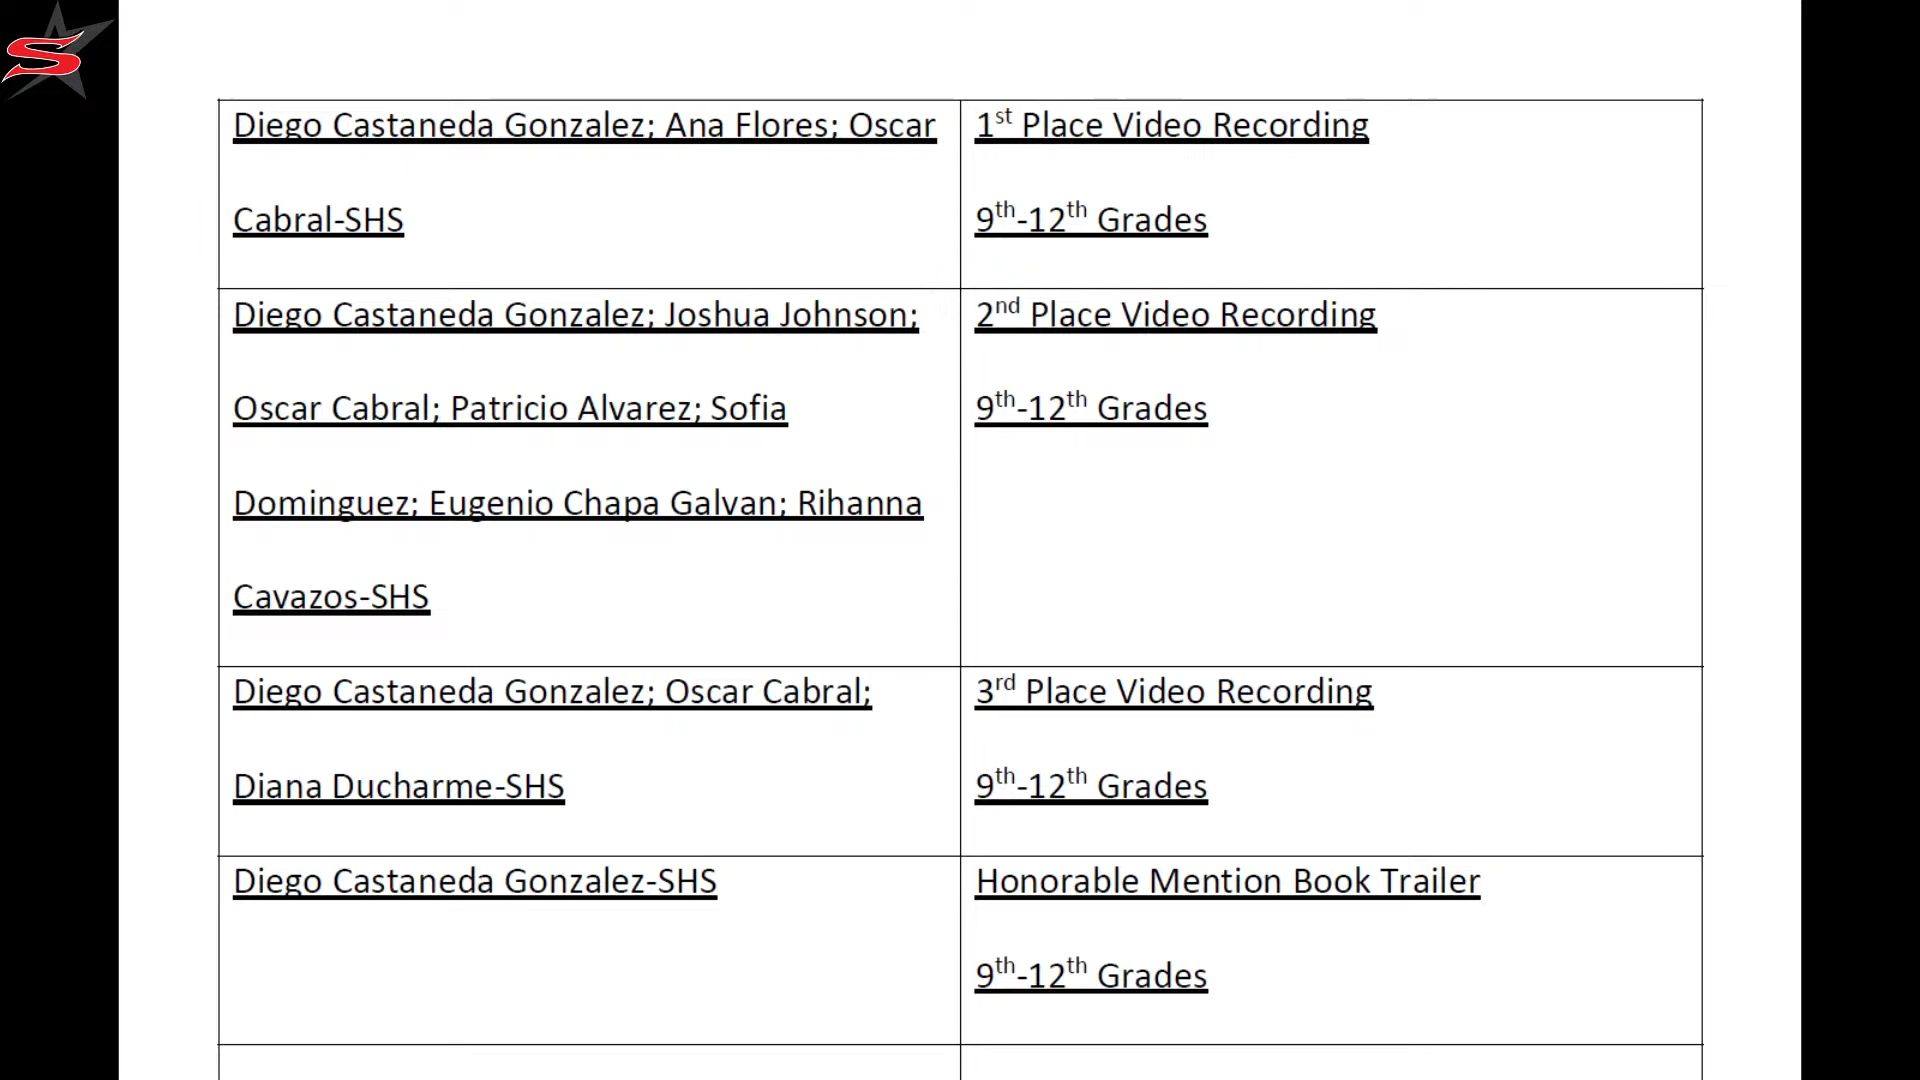 S
Diego Castaneda Gonzalez; Ana Flores; Oscar
Cabral-SHS
1st Place Video Recording
9th-12th Grades
Diego Castaneda Gonzalez; Joshua Johnson;
Oscar Cabral; Patricio Alvarez; Sofia
Dominguez; Eugenio Chapa Galvan; Rihanna
Cavazos-SHS
2nd Place Video Recording
9th-12th Grades
Diego Castaneda Gonzalez; Oscar Cabral;
Diana Ducharme-SHS
3rd Place Video Recording
9th-12th Grades
Diego Castaneda Gonzalez-SHS
Honorable Mention Book Trailer
9th-12th Grades